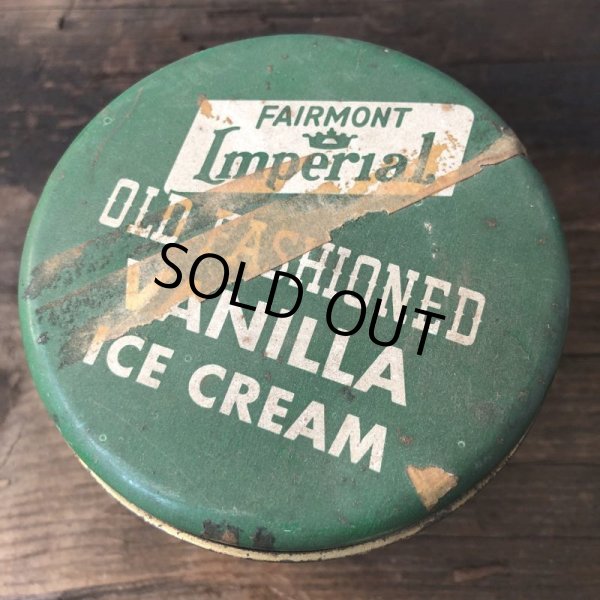 FAIRMONT
Imperial
OLD FASHIONED
VANILLA
ICE CREAM
SOLD OUT